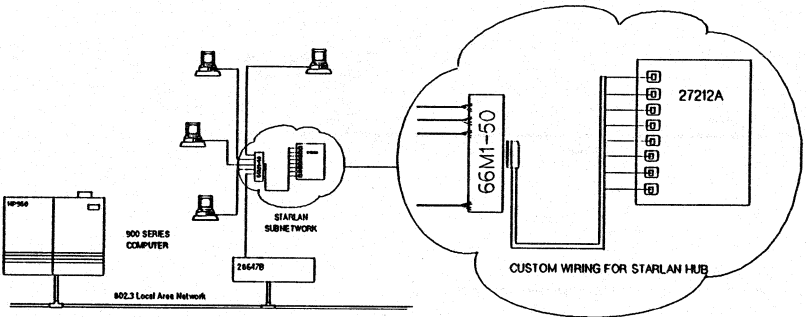 HP950
900 SERIES
COMPUTER
802.3 Local Area Network
28647B
STARLAN
SUBNETWORK
66M1-50
27212A
CUSTOM WIRING FOR STARLAN HUB